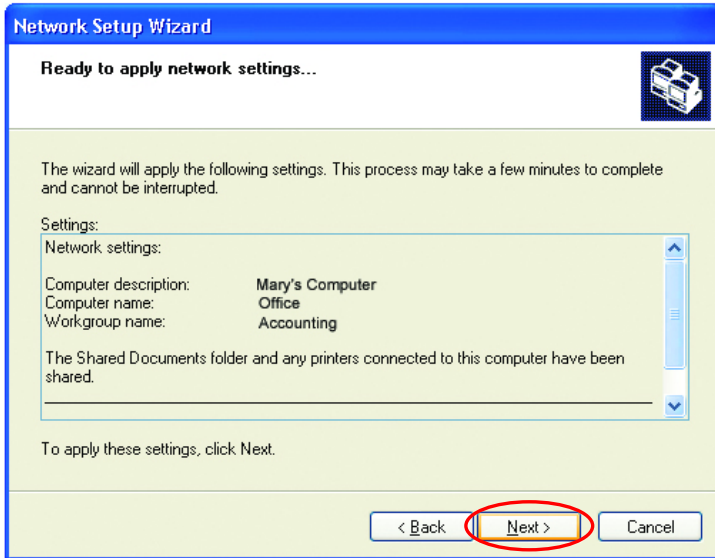 Network Setup Wizard
Ready to apply network settings...
The wizard will apply the following settings. This process may take a few minutes to complete
and cannot be interrupted.
Settings:
Network settings:
Computer description: Mary's Computer
Computer name: Office
Workgroup name: Accounting
The Shared Documents folder and any printers connected to this computer have been
shared.
To apply these settings, click Next.
< Back Next > Cancel